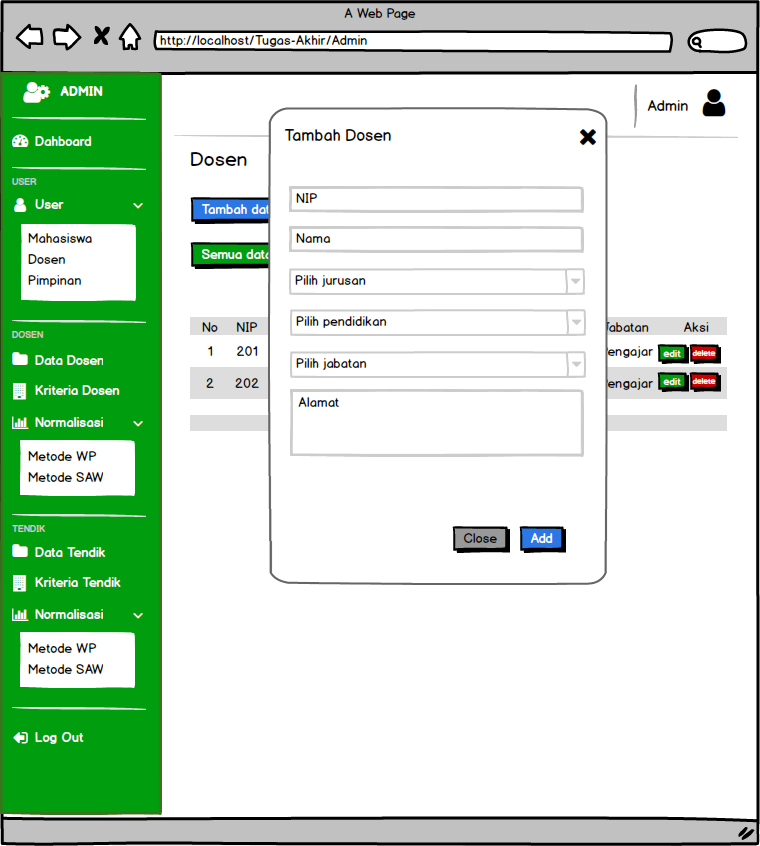 A Web Page
http://localhost/Tugas-Akhir/Admin
ADMIN
Dahboard
USER
User
Mahasiswa
Dosen
Pimpinan
DOSEN
Data Dosen
Kriteria Dosen
Normalisasi
Metode WP
Metode SAW
TENDIK
Data Tendik
Kriteria Tendik
Normalisasi
Metode WP
Metode SAW
Log Out
Admin
Dosen
Tambah dat
Semua data
No NIP Jabatan Aksi
1 201 Pengajar edit delete
2 202 Pengajar edit delete
Tambah Dosen
NIP
Nama
Pilih jurusan
Pilih pendidikan
Pilih jabatan
Alamat
Close Add